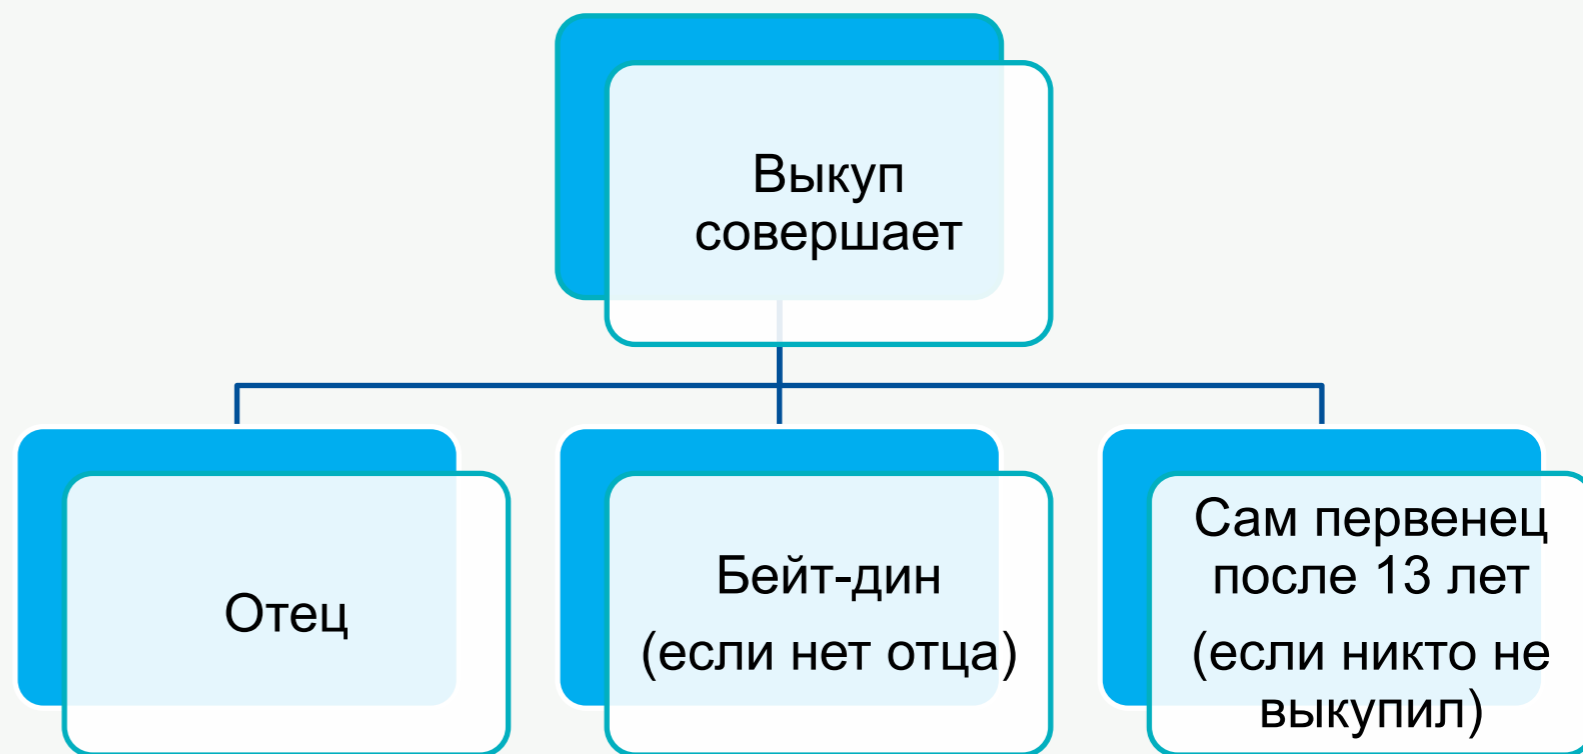 Выкуп
совершает
Отец
Бейт-дин
(если нет отца)
Сам первенец
после 13 лет
(если никто не
выкупил)